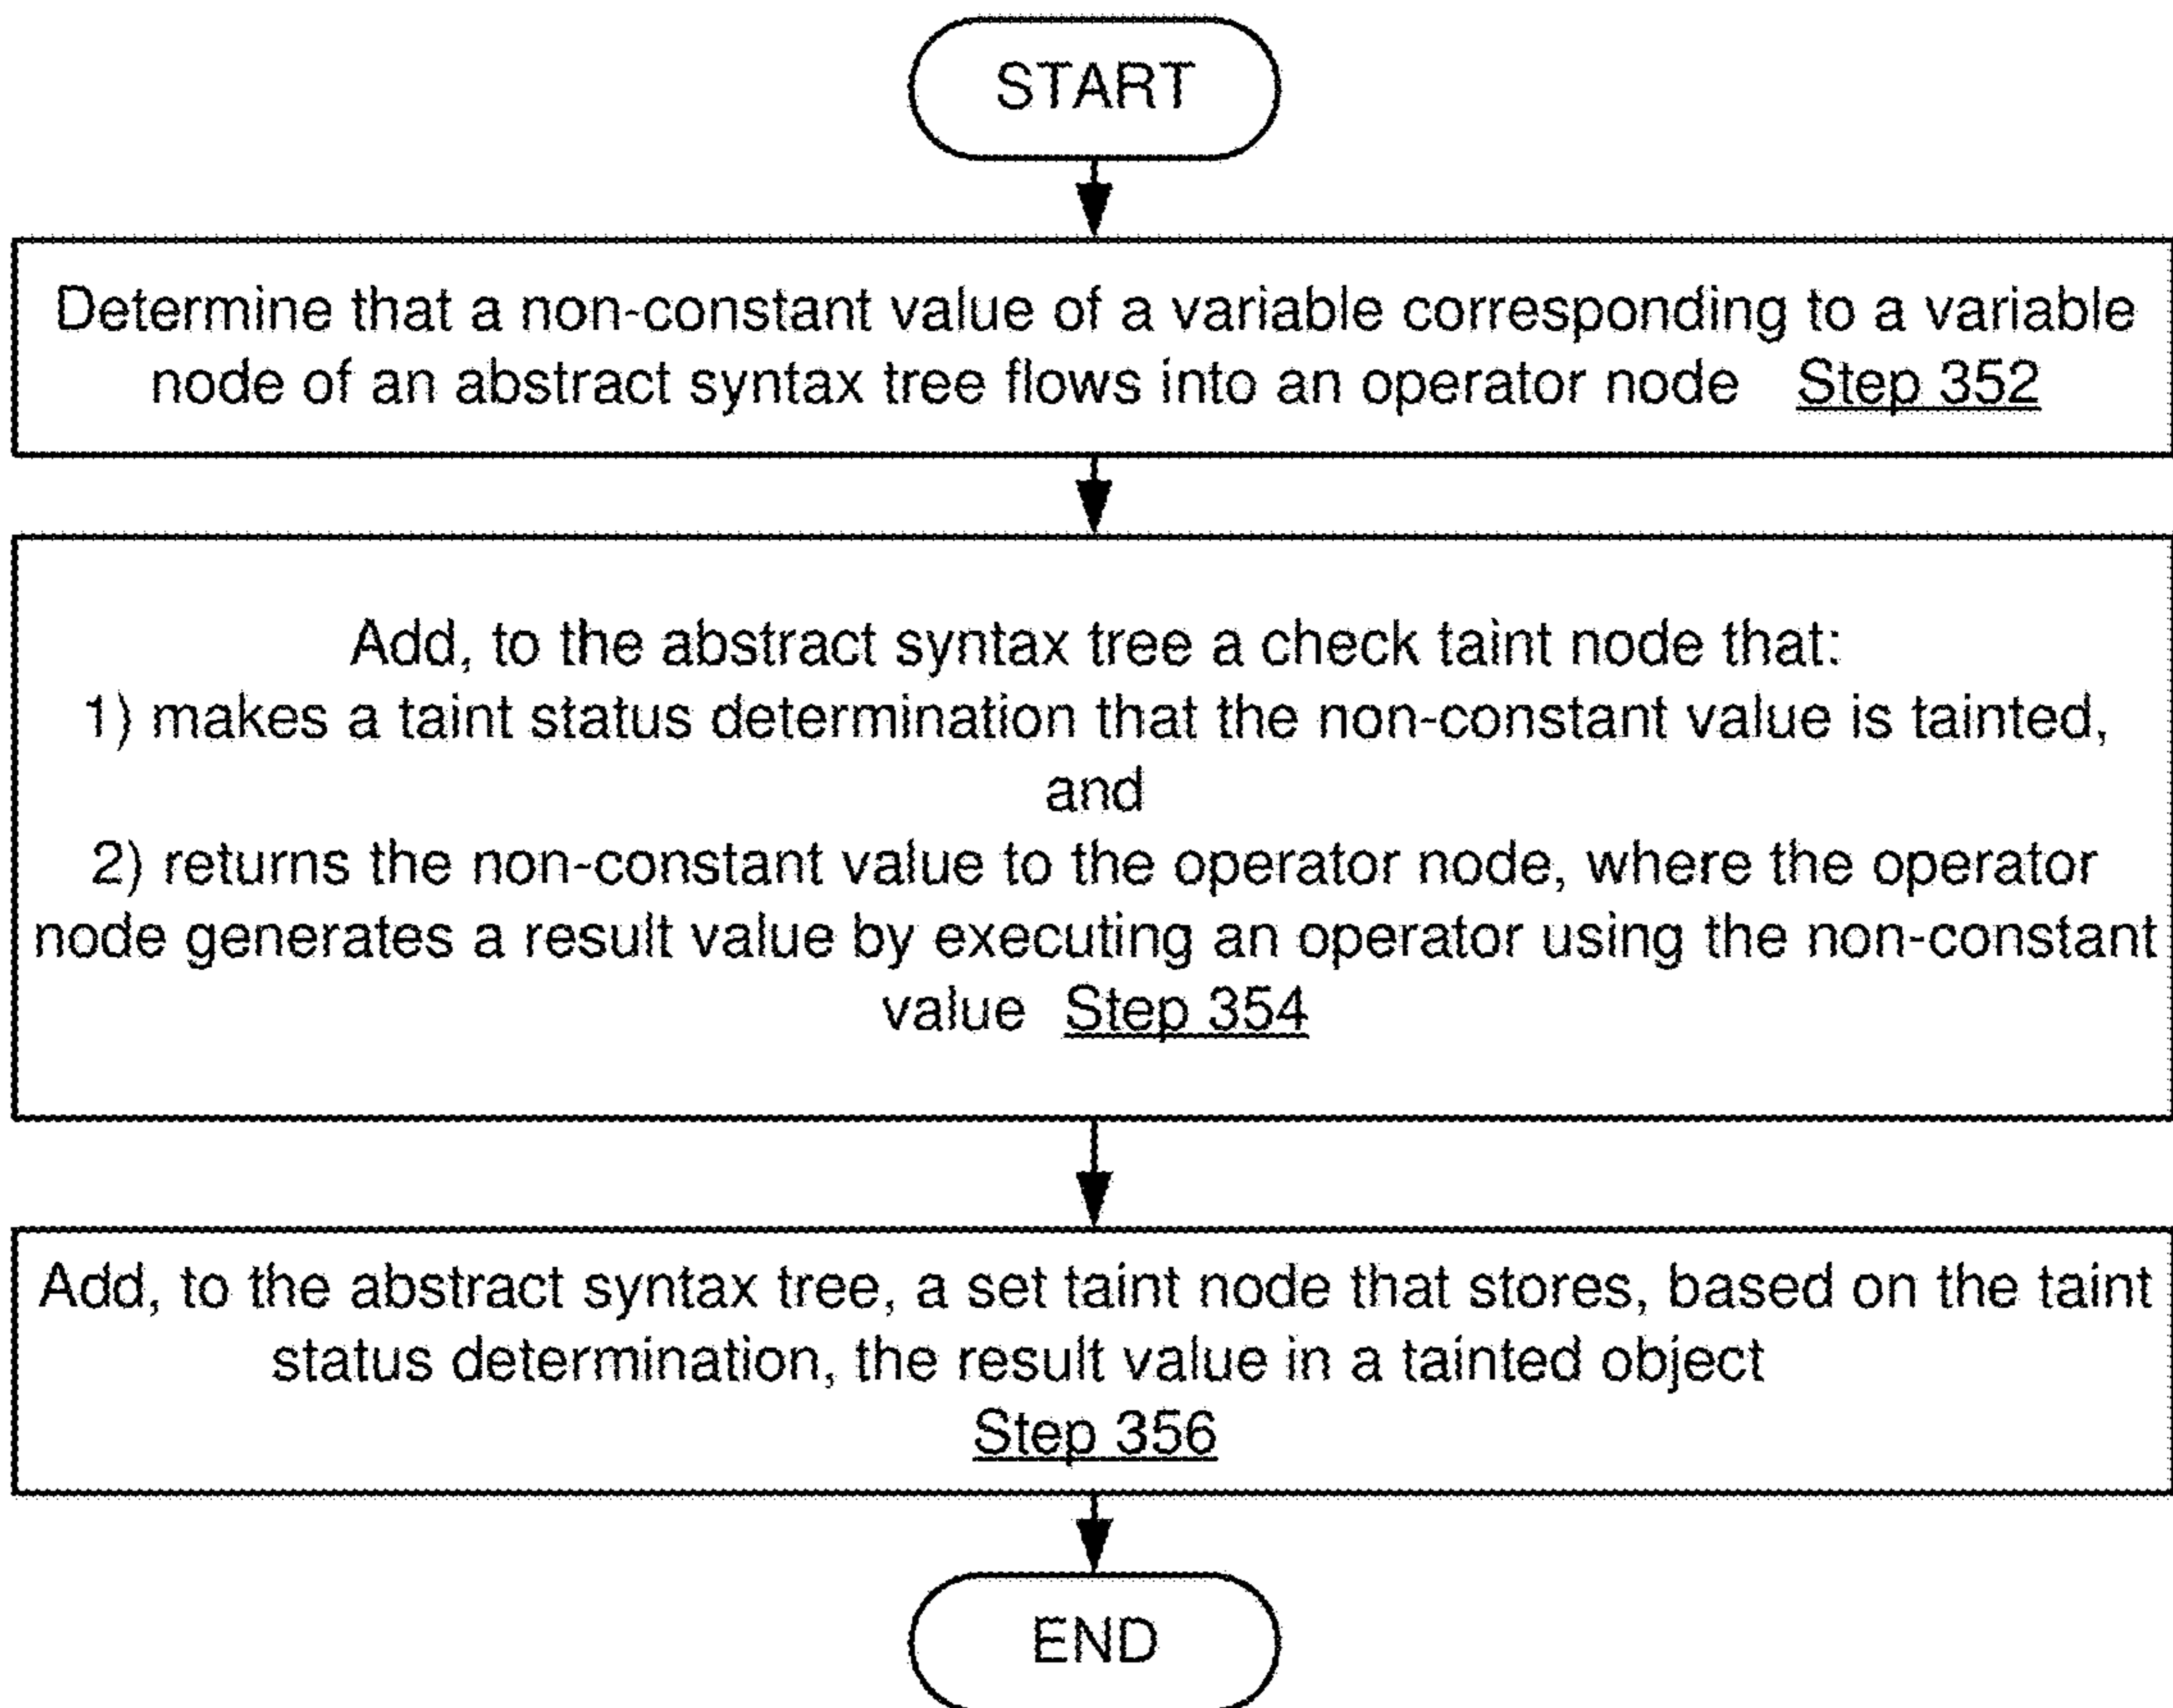 START
Determine that a non-constant value of a variable corresponding to a variable
node of an abstract syntax tree flows into an operator node Step 352
Add, to the abstract syntax tree a check taint node that:
1) makes a taint status determination that the non-constant value is tainted,
and
2) returns the non-constant value to the operator node, where the operator
node generates a result value by executing an operator using the non-constant
value Step 354
Add, to the abstract syntax tree, a set taint node that stores, based on the taint
status determination, the result value in a tainted object
Step 356
END